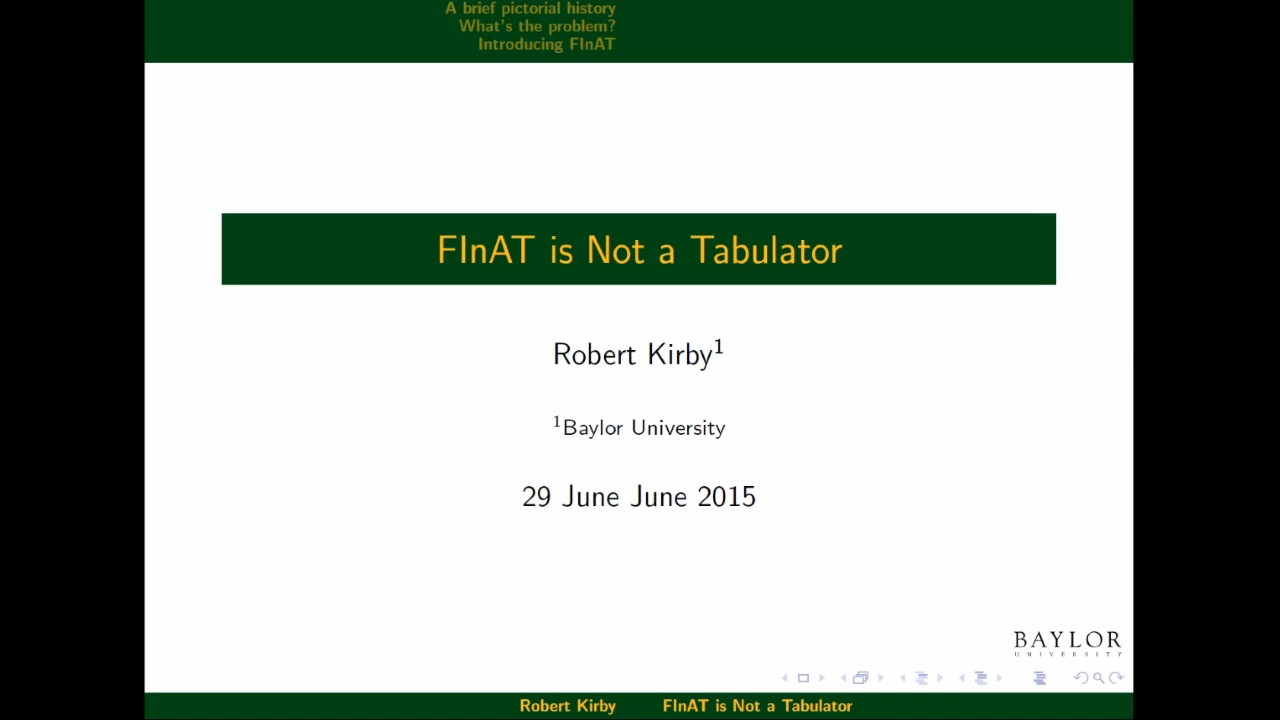 A brief pictorial history
What's the problem?
Introducing FInAT
FInAT is Not a Tabulator
Robert Kirby¹
¹Baylor University
29 June June 2015
BAYLOR
UNIVERSITY
Robert Kirby FInAT is Not a Tabulator